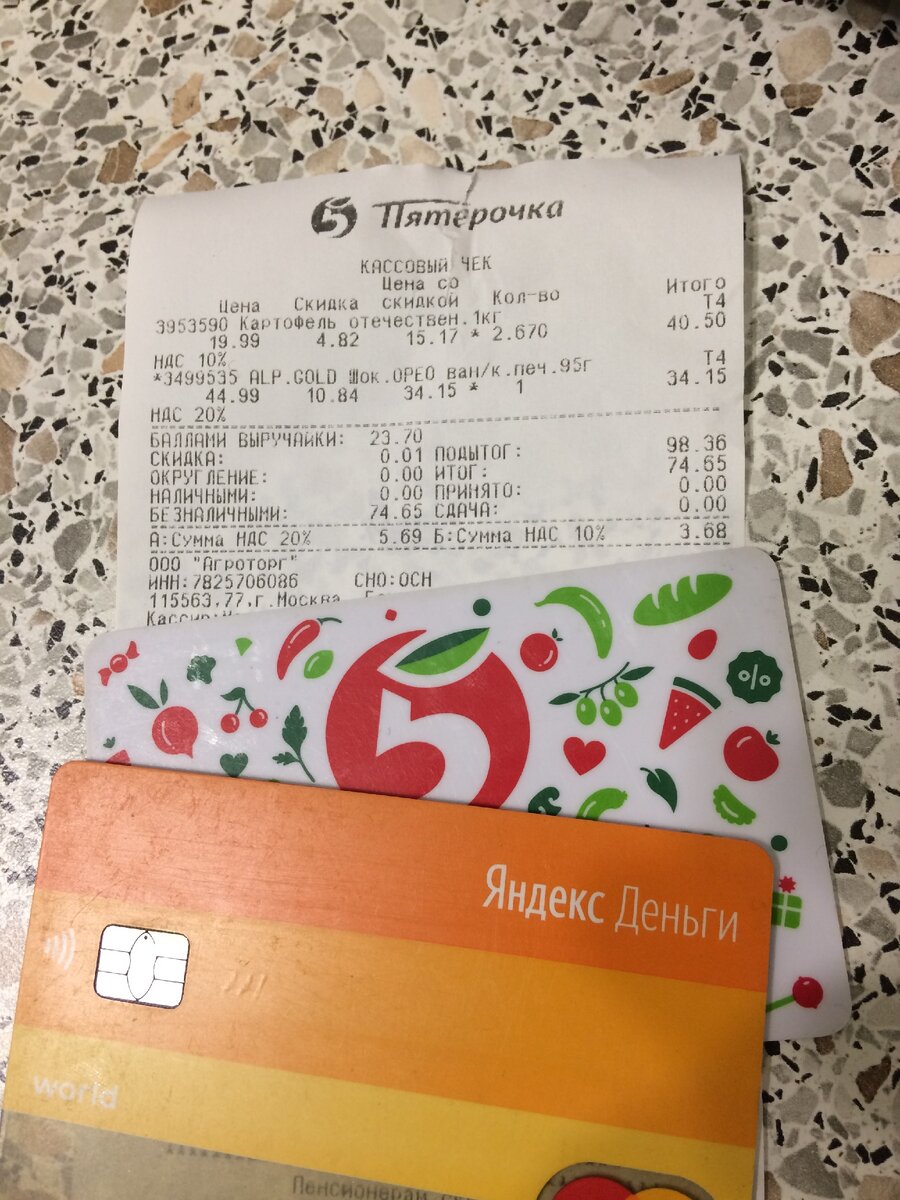 5 Пятёрочка
КАССОВЫЙ ЧЕК
Цена Скидка Цена со скидкой Кол-во Итого
3953590 Картофель отечествен.1кг Т4
19.99 4.82 15.17 * 2.670 40.50
НДС 10%
*3499535 ALP.GOLD Шок.ОРЕО ван/к.печ.95г Т4
44.99 10.84 34.15 * 1 34.15
НДС 20%
БАЛЛАМИ ВЫРУЧАЙКИ: 23.70
СКИДКА: 0.01 ПОДЫТОГ: 98.36
ОКРУГЛЕНИЕ: 0.00 ИТОГ: 74.65
НАЛИЧНЫМИ: 0.00 ПРИНЯТО: 0.00
БЕЗНАЛИЧНЫМИ: 74.65 СДАЧА: 0.00
А:Сумма НДС 20% 5.69 Б:Сумма НДС 10% 3.68
ООО "Агроторг"
ИНН:7825706086 СНО:ОСН
115563,77,г.Москва
Кассир:
5
%
Яндекс Деньги
world
Пенсионерам